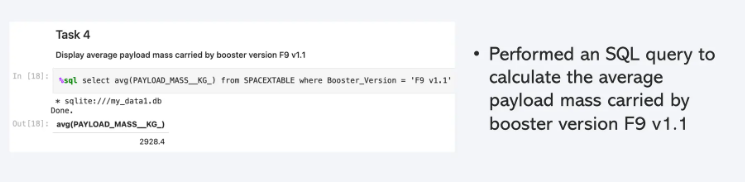 Task 4
Display average payload mass carried by booster version F9 v1.1
In [18]: %sql select avg(PAYLOAD_MASS__KG_) from SPACEXTABLE where Booster_Version = 'F9 v1.1'
* sqlite:///my_data1.db
Done.
Out[18]: avg(PAYLOAD_MASS__KG_)
2928.4
• Performed an SQL query to
calculate the average
payload mass carried by
booster version F9 v1.1